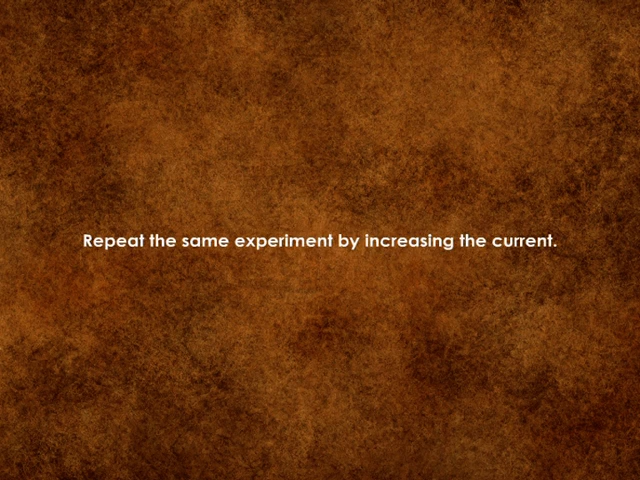 Repeat the same experiment by increasing the current.